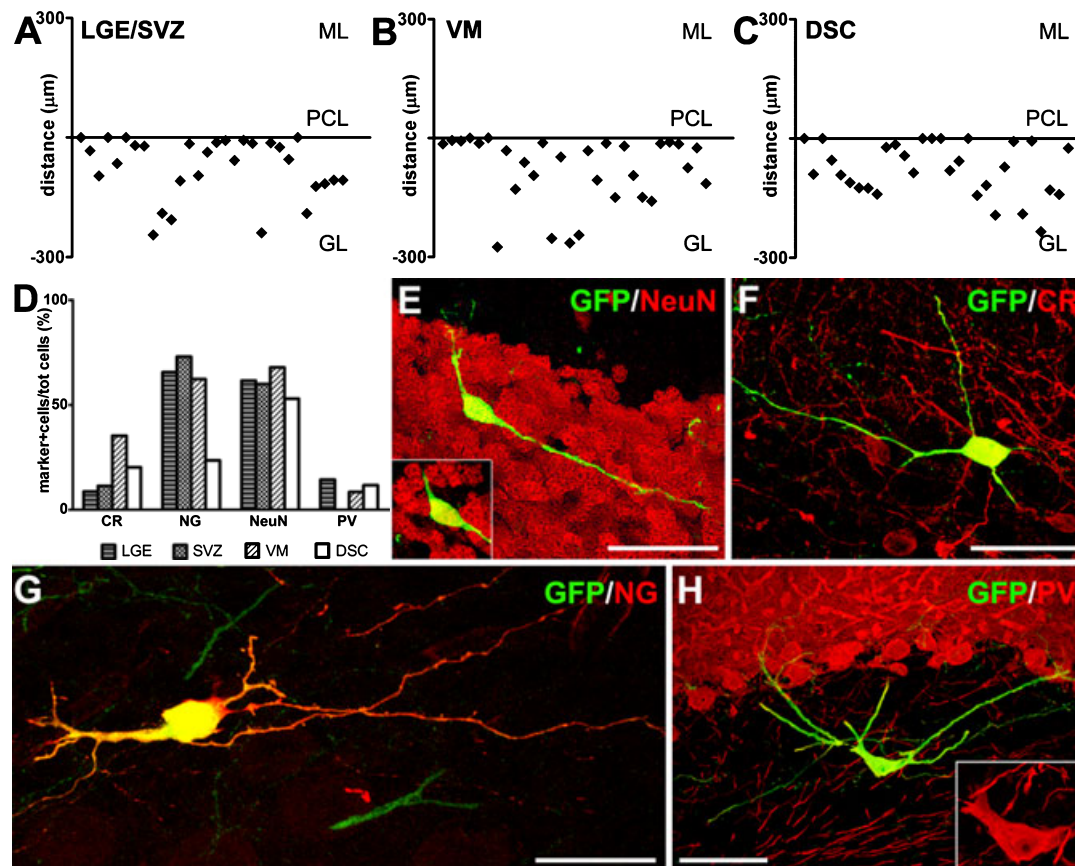 A
300
LGE/SVZ
ML
distance (μm)
PCL
-300
GL
B
300
VM
ML
distance (μm)
PCL
-300
GL
C
300
DSC
ML
distance (μm)
PCL
-300
GL
D
marker+cells/tot cells (%)
100
50
0
CR NG NeuN PV
LGE SVZ VM DSC
E
GFP/NeuN
F
GFP/CR
G
GFP/NG
H
GFP/PV